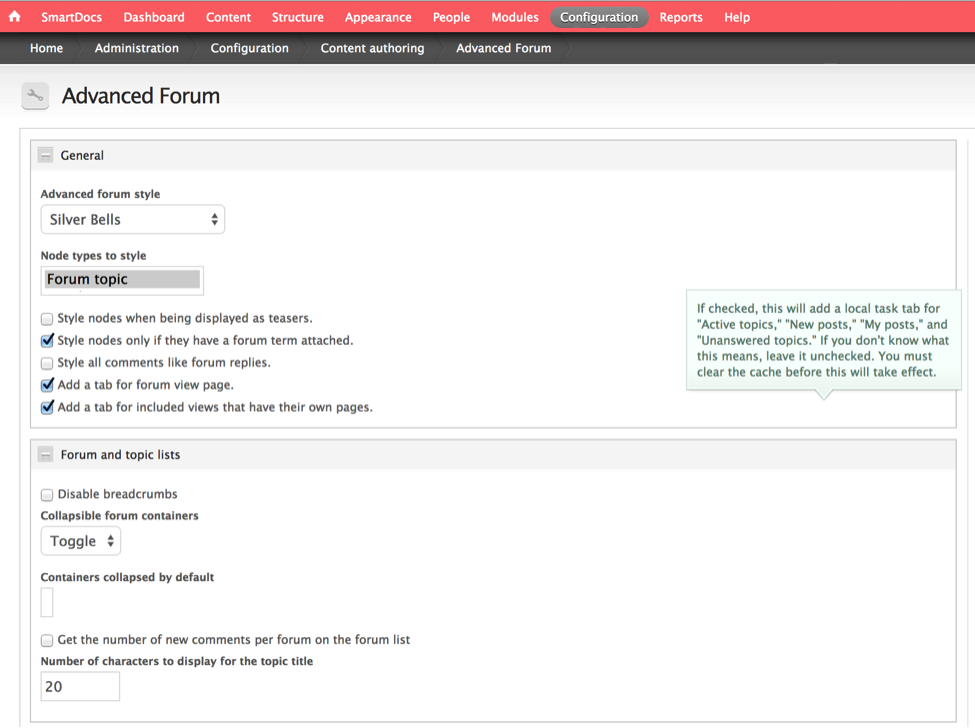 SmartDocs Dashboard Content Structure Appearance People Modules Configuration Reports Help
Home Administration Configuration Content authoring Advanced Forum
Advanced Forum
General
Advanced forum style
Silver Bells
Node types to style
Forum topic
Style nodes when being displayed as teasers.
Style nodes only if they have a forum term attached.
Style all comments like forum replies.
Add a tab for forum view page.
Add a tab for included views that have their own pages.
If checked, this will add a local task tab for
"Active topics," "New posts," "My posts," and
"Unanswered topics." If you don't know what
this means, leave it unchecked. You must
clear the cache before this will take effect.
Forum and topic lists
Disable breadcrumbs
Collapsible forum containers
Toggle
Containers collapsed by default
Get the number of new comments per forum on the forum list
Number of characters to display for the topic title
20